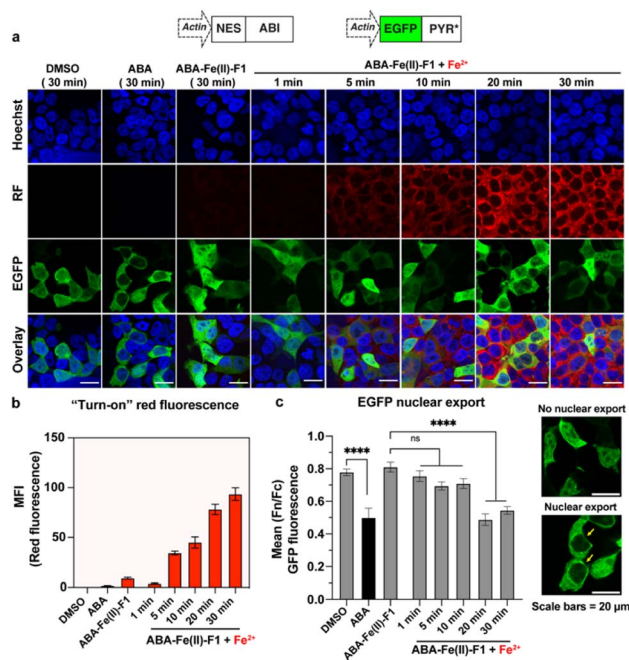 Actin NES ABI Actin EGFP PYR*
a
ABA-Fe(II)-F1 + Fe²⁺
DMSO ABA ABA-Fe(II)-F1
( 30 min) (30 min) (30 min) 1 min 5 min 10 min 20 min 30 min
Hoechst
RF
EGFP
Overlay
b "Turn-on" red fluorescence
MFI
(Red fluorescence)
150
100
50
0
DMSO ABA ABA-Fe(II)-F1 1 min 5 min 10 min 20 min 30 min
ABA-Fe(II)-F1 + Fe²⁺
c EGFP nuclear export
Mean (Fn/Fc)
GFP fluorescence
1.0
0.8
0.6
0.4
0.2
0.0
**** ns ****
DMSO ABA ABA-Fe(II)-F1 1 min 5 min 10 min 20 min 30 min
ABA-Fe(II)-F1 + Fe²⁺
No nuclear export
Nuclear export
Scale bars = 20 μm